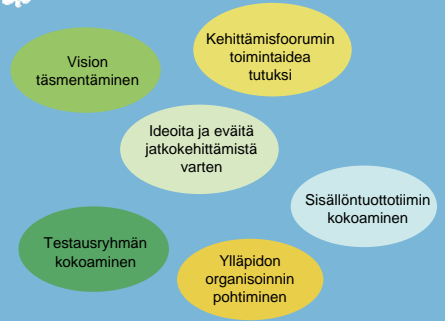 Vision
täsmentäminen
Kehittämisfoorumin
toimintaidea
tutuksi
Ideoita ja eväitä
jatkokehittämistä
varten
Sisällöntuottotiimin
kokoaminen
Testausryhmän
kokoaminen
Ylläpidon
organisoinnin
pohtiminen